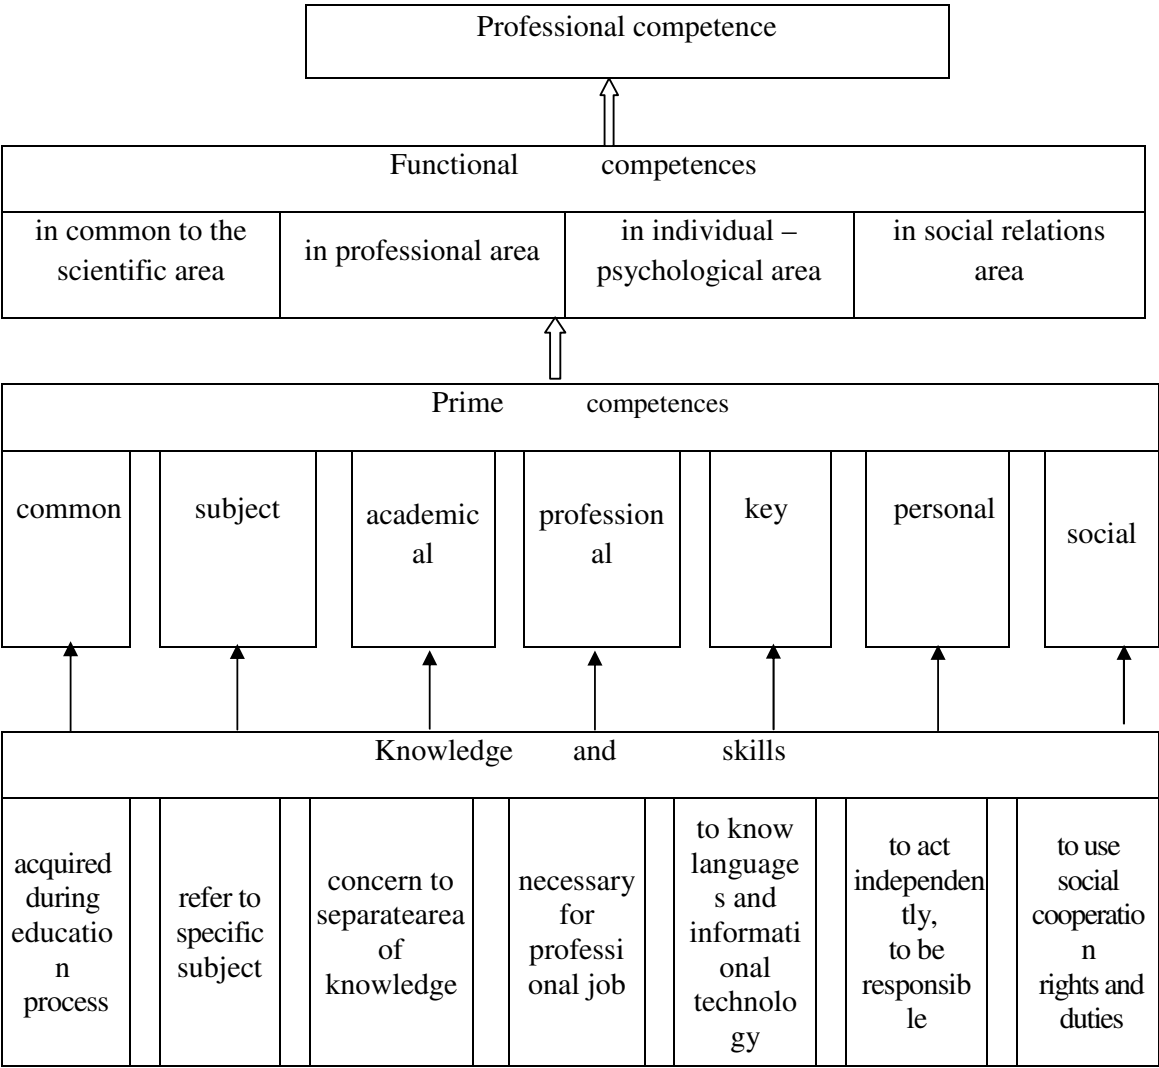 Professional competence
Functional competences
in common to the
scientific area
in professional area
in individual –
psychological area
in social relations
area
Prime competences
common
subject
academic
al
profession
al
key
personal
social
Knowledge and skills
acquired
during
educatio
n
process
refer to
specific
subject
concern to
separatearea
of
knowledge
necessary
for
professi
onal job
to know
language
s and
informati
onal
technolo
gy
to act
independen
tly,
to be
responsib
le
to use
social
cooperatio
n
rights and
duties